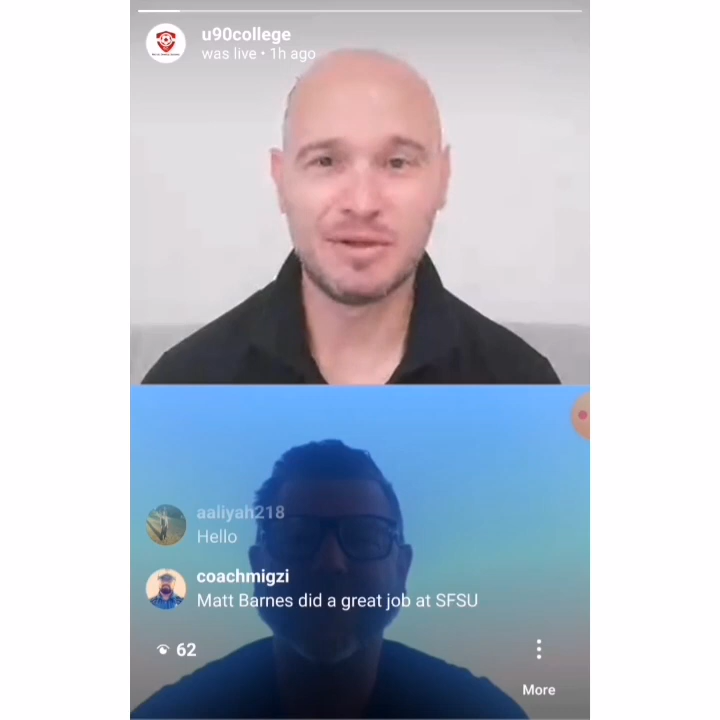 u90college
was live • 1h ago
aaliyah218
Hello
coachmigzi
Matt Barnes did a great job at SFSU
62
More